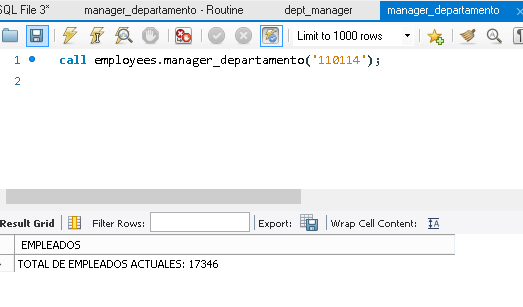 SQL File 3* manager_departamento - Routine dept_manager manager_departamento
Limit to 1000 rows
1 call employees.manager_departamento('110114');
2
Result Grid Filter Rows: Export: Wrap Cell Content:
EMPLEADOS
TOTAL DE EMPLEADOS ACTUALES: 17346